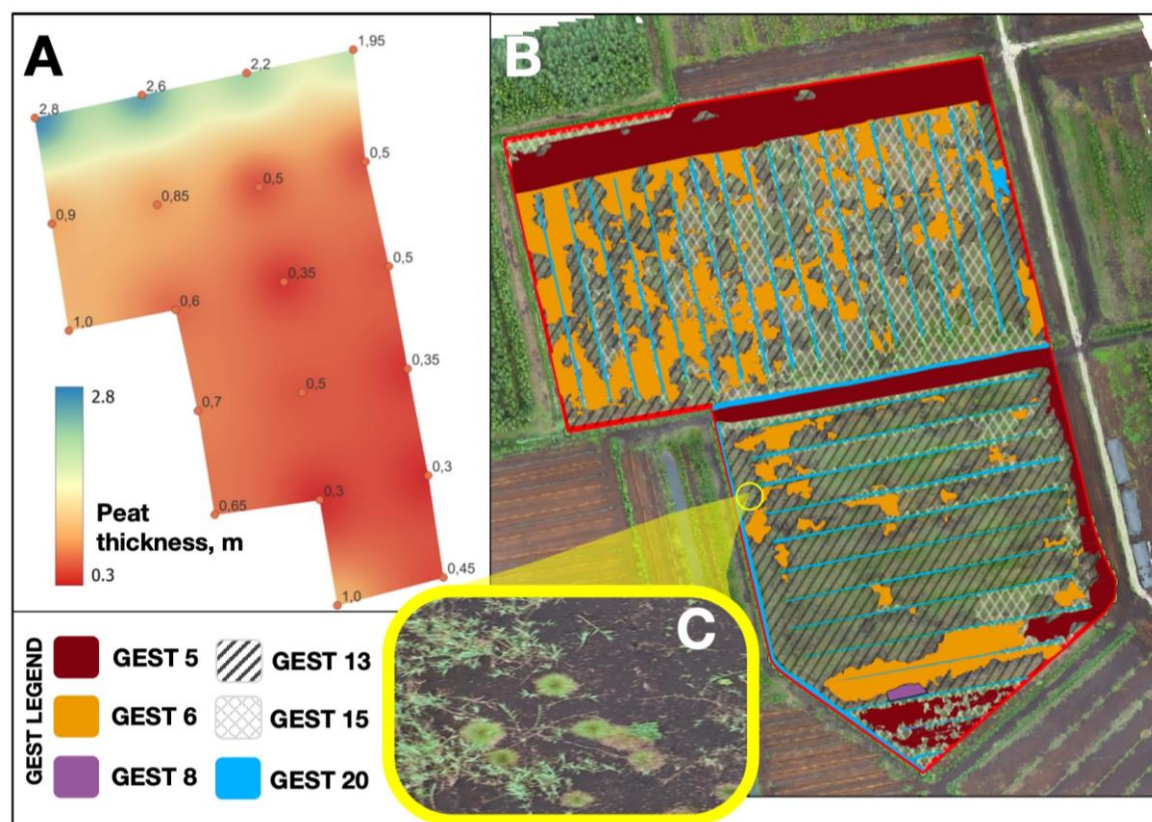 A
1,95
2,2
2,6
2,8
0,5
0,5
0,85
0,9
0,5
0,35
0,6
1,0
0,35
0,5
0,7
0,3
0,3
0,65
0,45
1,0
2.8
Peat
thickness, m
0.3
B
C
GEST LEGEND
GEST 5
GEST 13
GEST 6
GEST 15
GEST 8
GEST 20